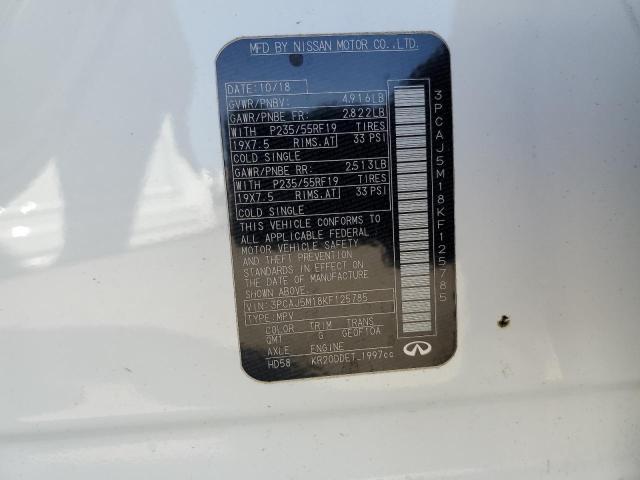 MFD BY NISSAN MOTOR CO.,LTD.
DATE: 10/18
GVWR/PNBV: 4,916LB
GAWR/PNBE FR: 2,822LB
WITH P235/55RF19 TIRES
19X7.5 RIMS.AT 33 PSI
COLD SINGLE
GAWR/PNBE RR: 2,513LB
WITH P235/55RF19 TIRES
19X7.5 RIMS.AT 33 PSI
COLD SINGLE
THIS VEHICLE CONFORMS TO
ALL APPLICABLE FEDERAL
MOTOR VEHICLE SAFETY
AND THEFT PREVENTION
STANDARDS IN EFFECT ON
THE DATE OF MANUFACTURE
SHOWN ABOVE.
VIN: 3PCAJ5M18KF125785
TYPE: MPV
COLOR TRIM TRANS
QM1 G GE0F10A
AXLE ENGINE
HD58 KR20DDET 1997cc
3PCAJ5M18KF125785